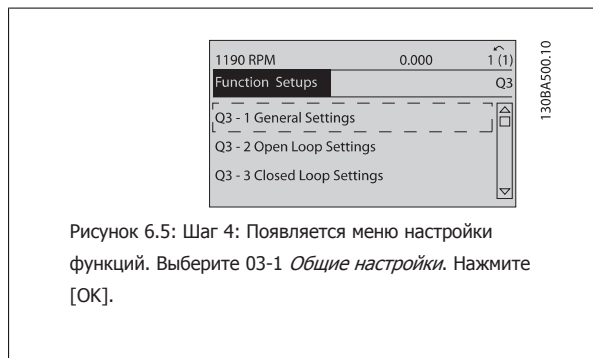 1190 RPM 0.000 1 (1)
Function Setups Q3
Q3 - 1 General Settings
Q3 - 2 Open Loop Settings
Q3 - 3 Closed Loop Settings
130BA500.10
Рисунок 6.5: Шаг 4: Появляется меню настройки
функций. Выберите 03-1 Общие настройки. Нажмите
[OK].